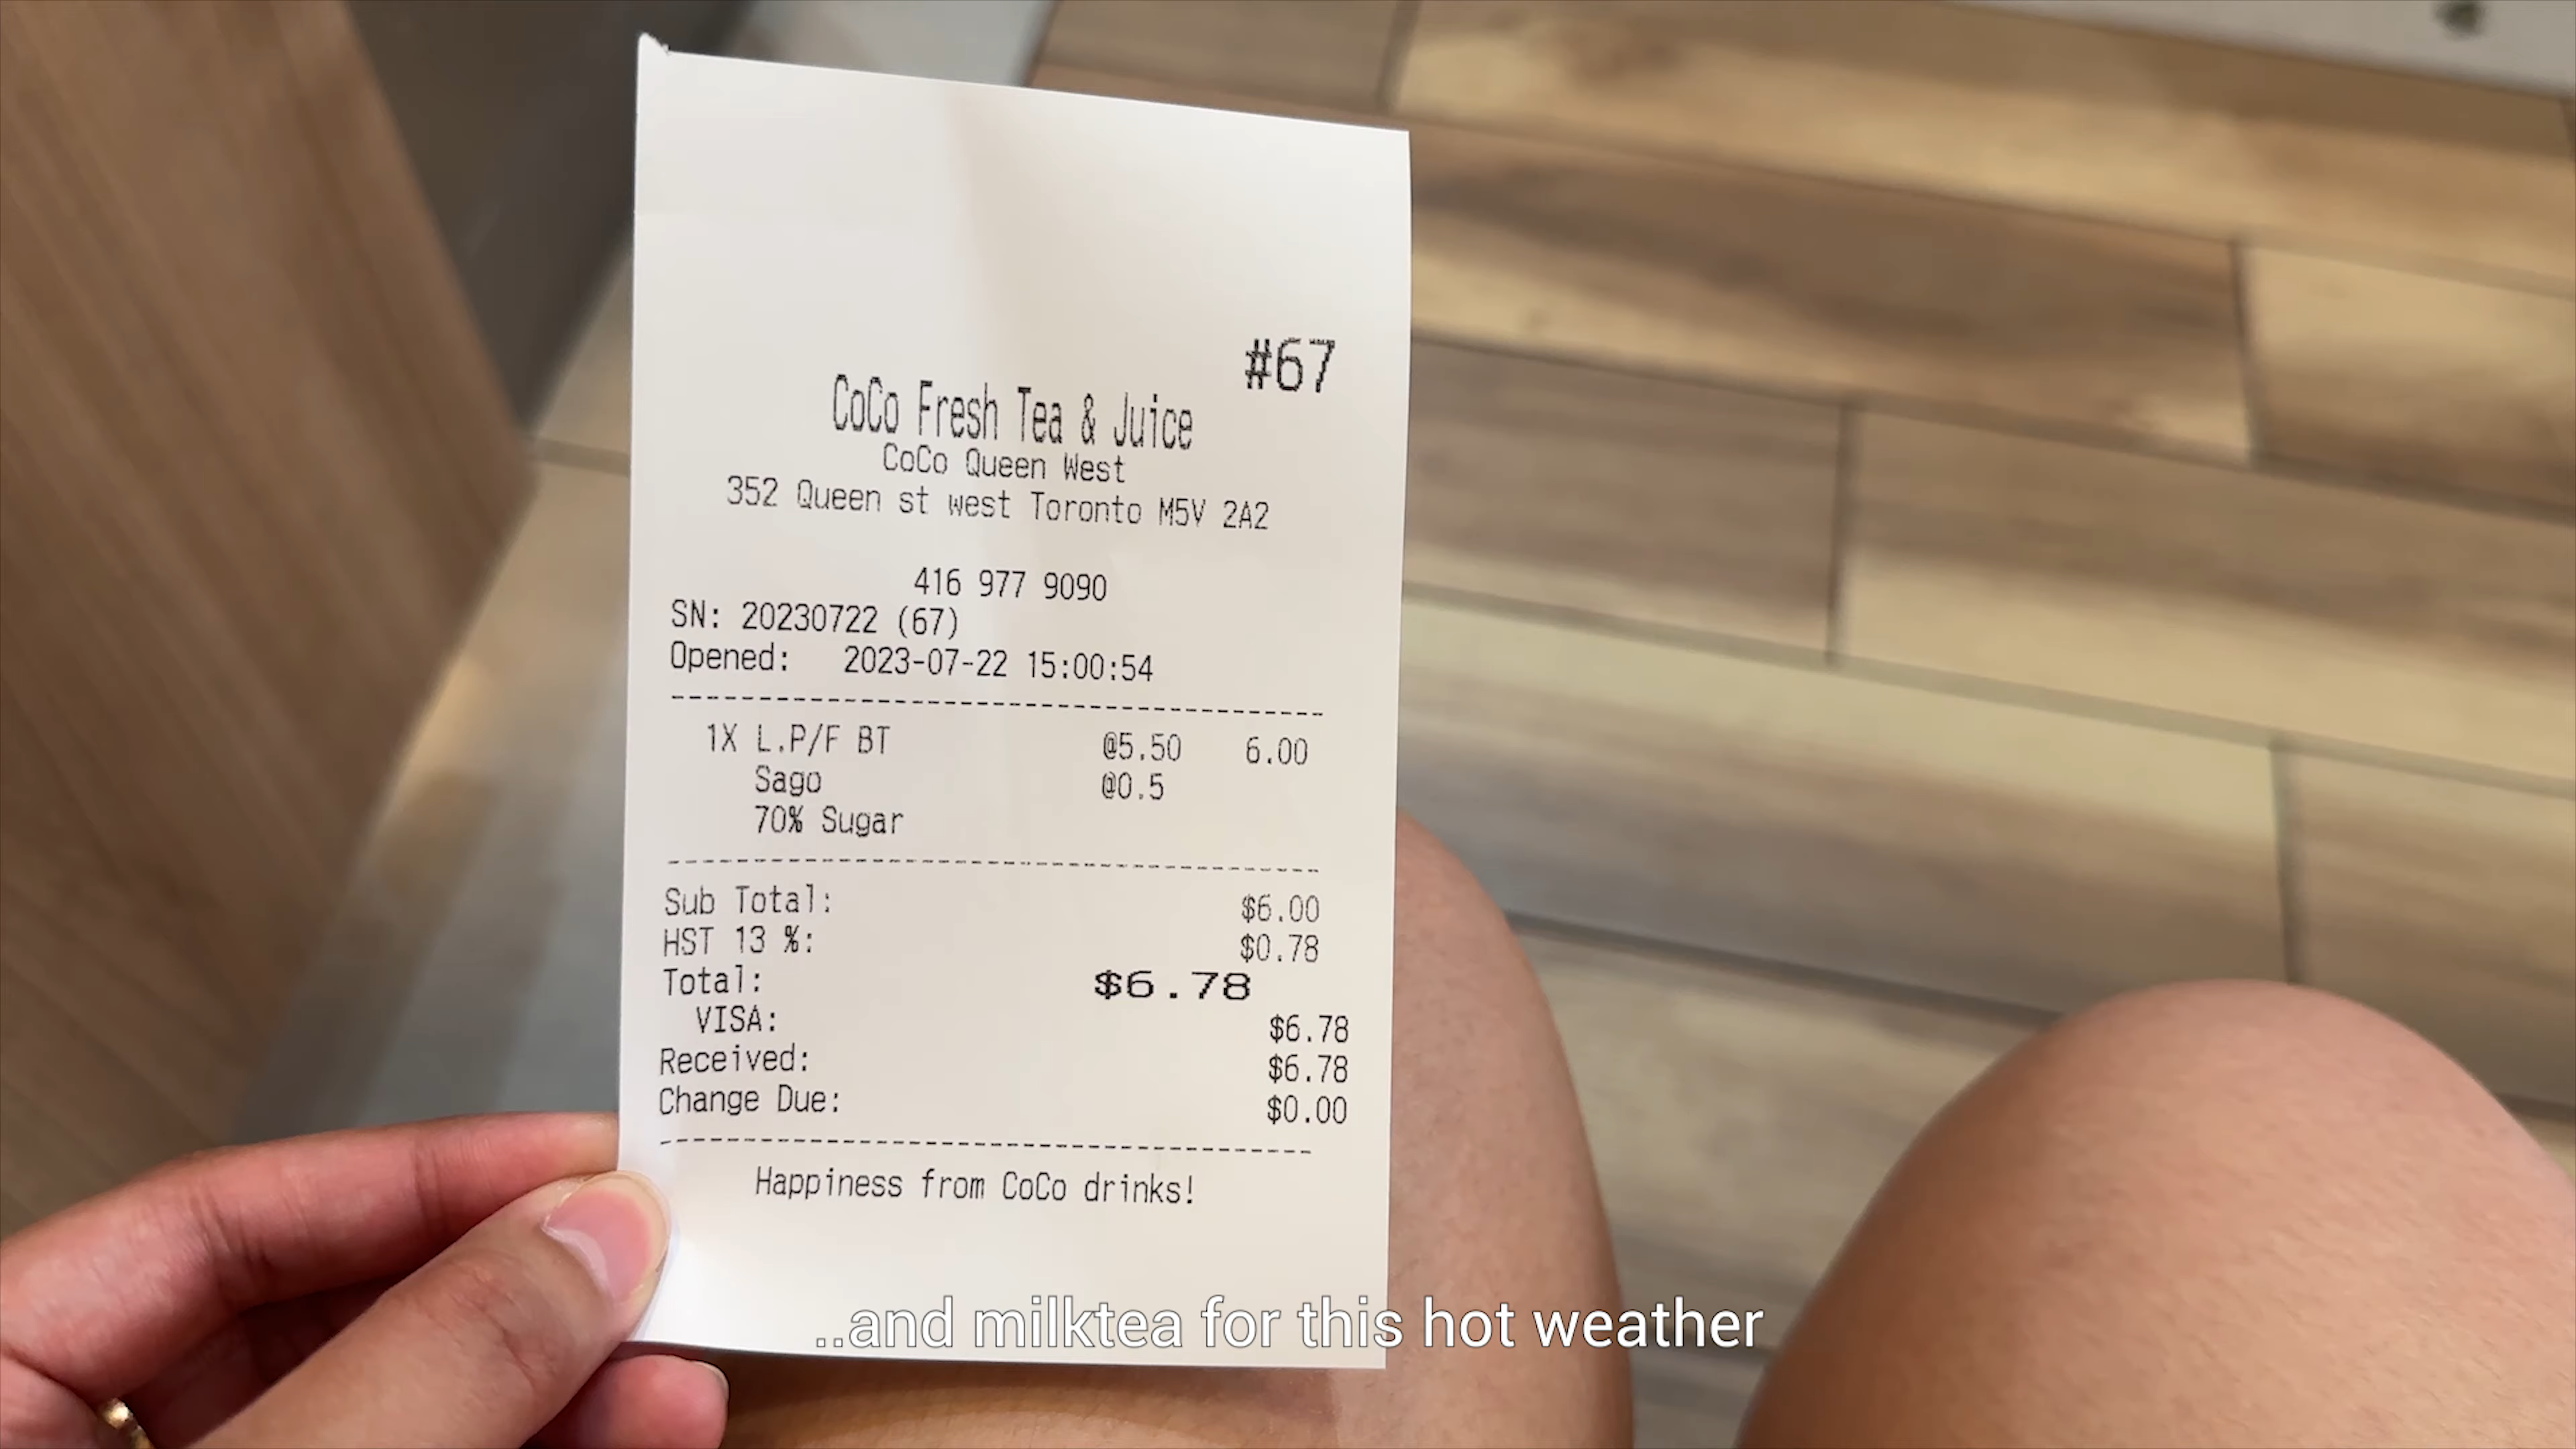 #67
CoCo Fresh Tea & Juice
CoCo Queen West
352 Queen st west Toronto M5V 2A2
416 977 9090
SN: 20230722 (67)
Opened: 2023-07-22 15:00:54
1X L.P/F BT @5.50 6.00
Sago @0.5
70% Sugar
Sub Total: $6.00
HST 13 %: $0.78
Total: $6.78
VISA: $6.78
Received: $6.78
Change Due: $0.00
Happiness from CoCo drinks!
..and milktea for this hot weather